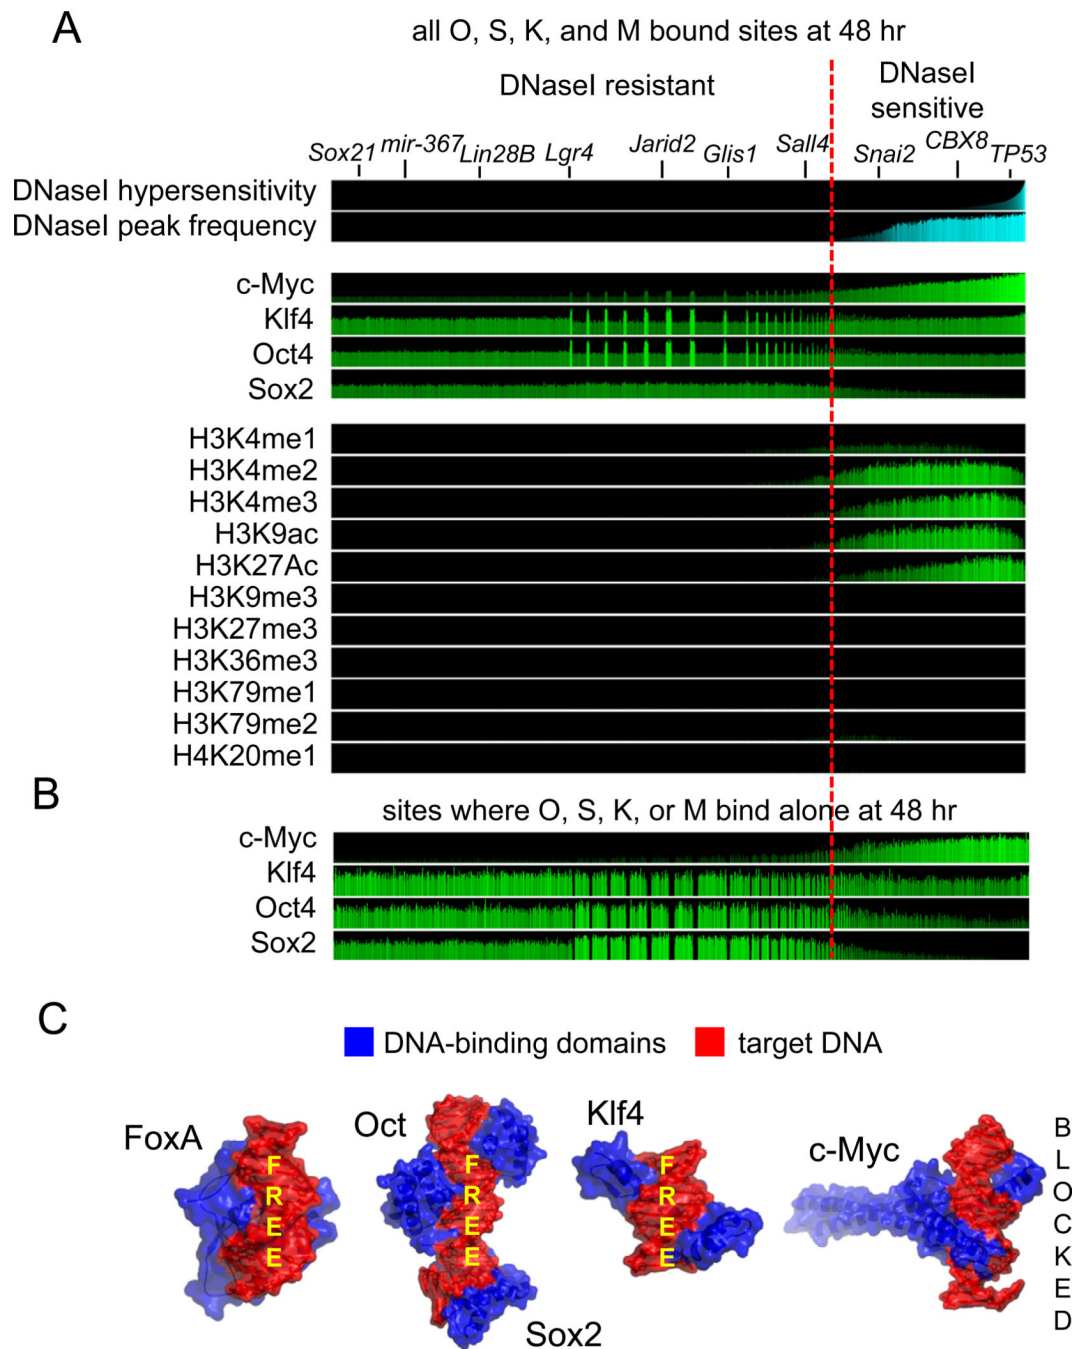 A
all O, S, K, and M bound sites at 48 hr
DNaseI resistant
DNaseI
sensitive
Sox21 mir-367 Lin28B Lgr4 Jarid2 Glis1 Sall4 Snai2 CBX8 TP53
DNaseI hypersensitivity
DNaseI peak frequency
c-Myc
Klf4
Oct4
Sox2
H3K4me1
H3K4me2
H3K4me3
H3K9ac
H3K27Ac
H3K9me3
H3K27me3
H3K36me3
H3K79me1
H3K79me2
H4K20me1
B
sites where O, S, K, or M bind alone at 48 hr
c-Myc
Klf4
Oct4
Sox2
C
DNA-binding domains
target DNA
FoxA
FREE
Oct
FREE
Sox2
Klf4
FREE
c-Myc
BLOCKED